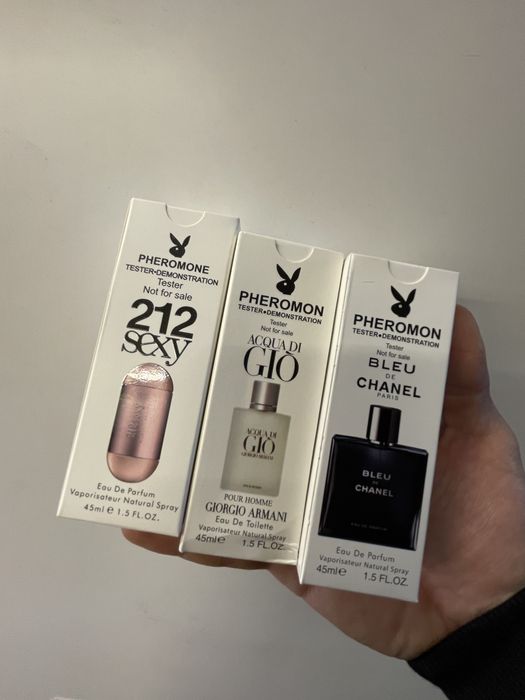 PHEROMONE
TESTER•DEMONSTRATION
Tester
Not for sale
212
sexy
Eau De Parfum
Vaporisateur Natural Spray
45ml e 1.5 FL.OZ.
PHEROMON
TESTER•DEMONSTRATION
Tester
Not for sale
ACQUA DI
GIÒ
ACQUA DI
GIÒ
GIORGIO ARMANI
POUR HOMME
GIORGIO ARMANI
Eau De Toilette
Vaporisateur Natural Spray
45ml e 1.5 FL.OZ.
PHEROMON
TESTER•DEMONSTRATION
Tester
Not for sale
BLEU
DE
CHANEL
PARIS
BLEU
DE
CHANEL
EAU DE PARFUM
Eau De Parfum
Vaporisateur Natural Spray
45ml e 1.5 FL.OZ.